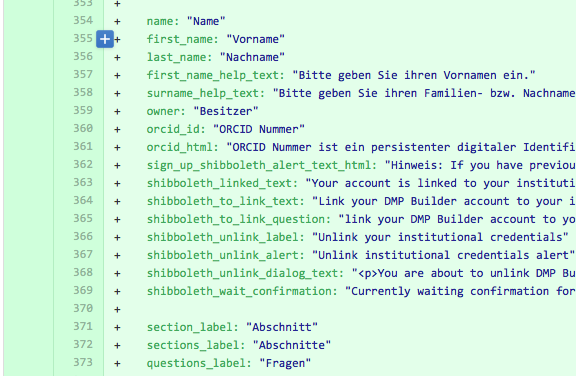 353 +
354 + name: "Name"
355 + first_name: "Vorname"
356 + last_name: "Nachname"
357 + first_name_help_text: "Bitte geben Sie ihren Vornamen ein."
358 + surname_help_text: "Bitte geben Sie ihren Familien- bzw. Nachname
359 + owner: "Besitzer"
360 + orcid_id: "ORCID Nummer"
361 + orcid_html: "ORCID Nummer ist ein persistenter digitaler Identifi
362 + sign_up_shibboleth_alert_text_html: "Hinweis: If you have previou
363 + shibboleth_linked_text: "Your account is linked to your instituti
364 + shibboleth_to_link_text: "Link your DMP Builder account to your i
365 + shibboleth_to_link_question: "link your DMP Builder account to yo
366 + shibboleth_unlink_label: "Unlink your institutional credentials"
367 + shibboleth_unlink_alert: "Unlink institutional credentials alert"
368 + shibboleth_unlink_dialog_text: "<p>You are about to unlink DMP Bu
369 + shibboleth_wait_confirmation: "Currently waiting confirmation for
370 +
371 + section_label: "Abschnitt"
372 + sections_label: "Abschnitte"
373 + questions_label: "Fragen"